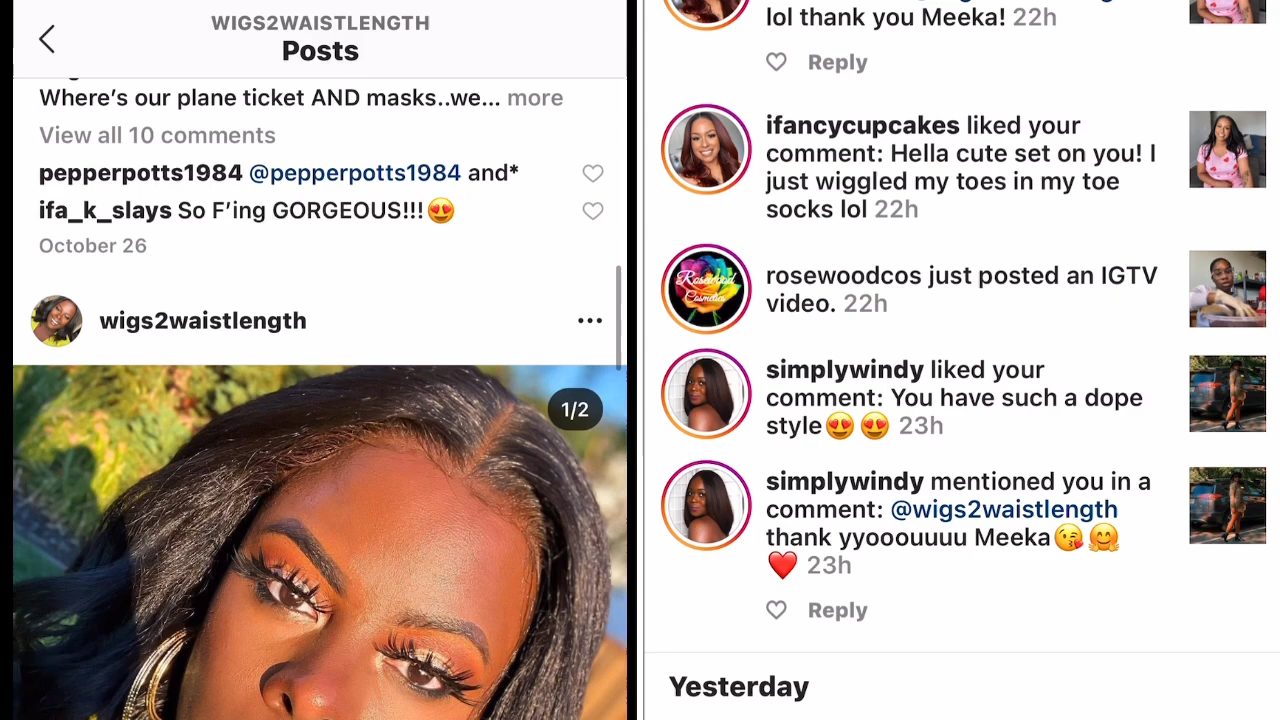 WIGS2WAISTLENGTH
Posts
Where's our plane ticket AND masks..we... more
View all 10 comments
pepperpotts1984 @pepperpotts1984 and*
ifa_k_slays So F'ing GORGEOUS!!!😍
October 26
wigs2waistlength
1/2
lol thank you Meeka! 22h
Reply
ifancycupcakes liked your
comment: Hella cute set on you! I
just wiggled my toes in my toe
socks lol 22h
Rosewood
Cosmetics
rosewoodcos just posted an IGTV
video. 22h
simplywindy liked your
comment: You have such a dope
style😍 😍 23h
simplywindy mentioned you in a
comment: @wigs2waistlength
thank yyooouuuu Meeka😘🤗
❤️ 23h
Reply
Yesterday